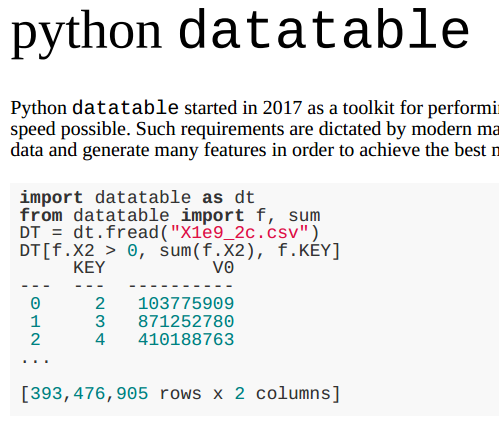 python datatable
Python datatable started in 2017 as a toolkit for performi
speed possible. Such requirements are dictated by modern ma
data and generate many features in order to achieve the best
import datatable as dt
from datatable import f, sum
DT = dt.fread("X1e9_2c.csv")
DT[f.X2 > 0, sum(f.X2), f.KEY]
     KEY          V0
---  ---  ----------
 0     2   103775909
 1     3   871252780
 2     4   410188763
...
[393,476,905 rows x 2 columns]